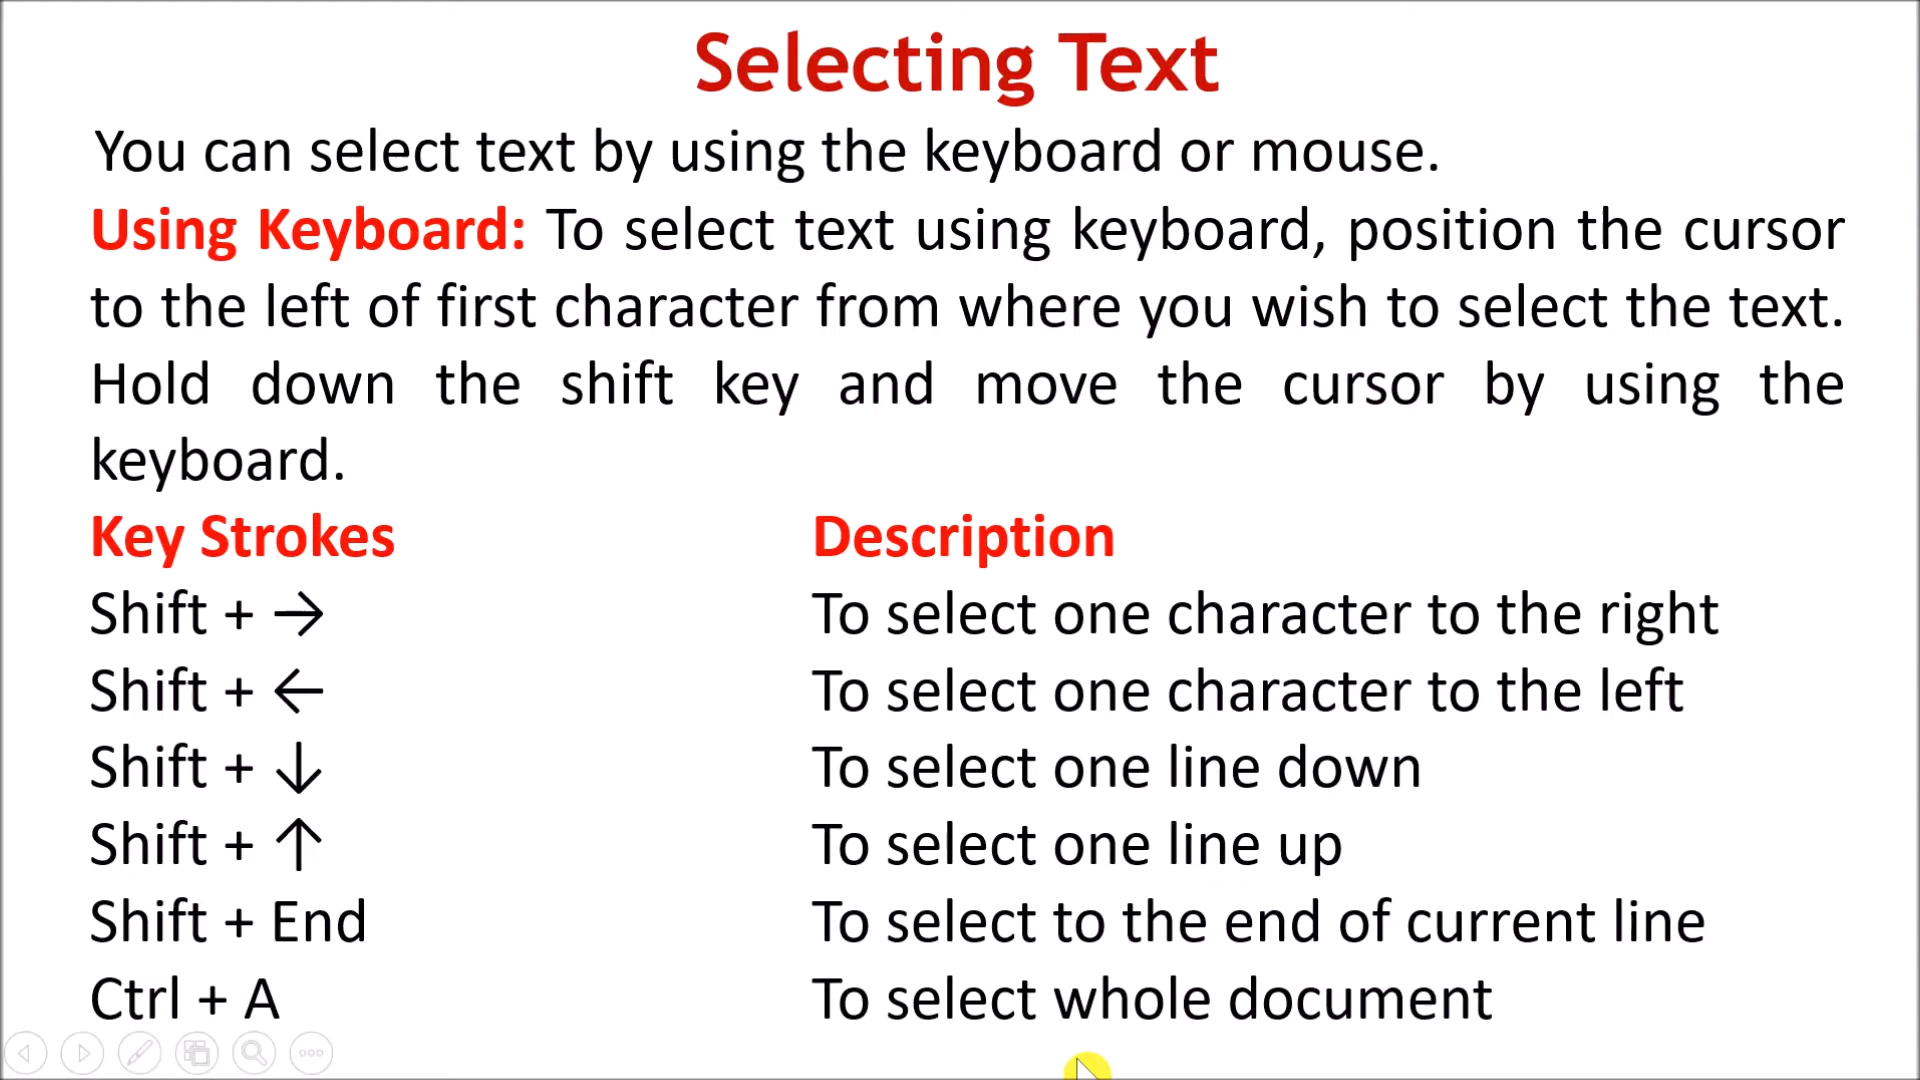 Selecting Text
You can select text by using the keyboard or mouse.
Using Keyboard: To select text using keyboard, position the cursor
to the left of first character from where you wish to select the text.
Hold down the shift key and move the cursor by using the
keyboard.
Key Strokes Description
Shift + → To select one character to the right
Shift + ← To select one character to the left
Shift + ↓ To select one line down
Shift + ↑ To select one line up
Shift + End To select to the end of current line
Ctrl + A To select whole document